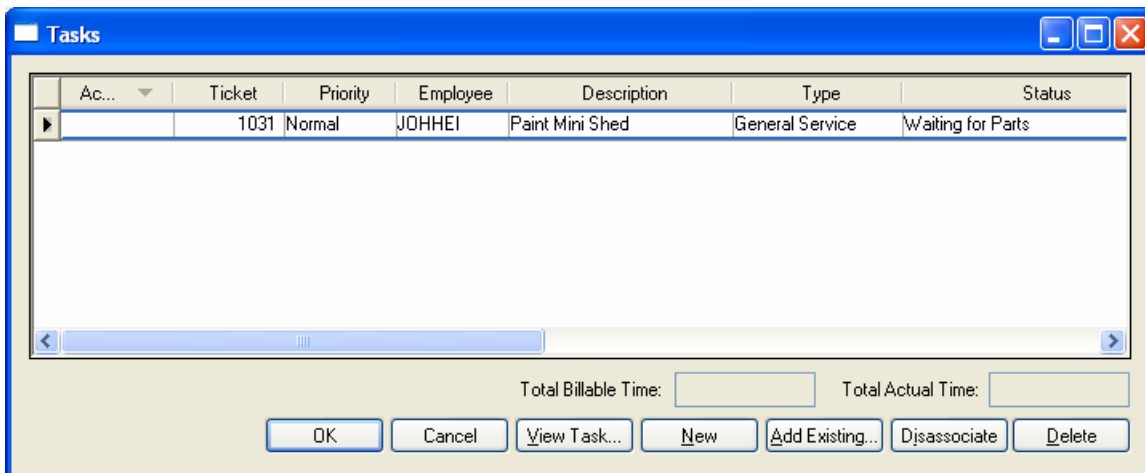 Tasks
Ac... Ticket Priority Employee Description Type Status
1031 Normal JOHHEI Paint Mini Shed General Service Waiting for Parts
Total Billable Time: Total Actual Time:
OK Cancel View Task... New Add Existing... Disassociate Delete